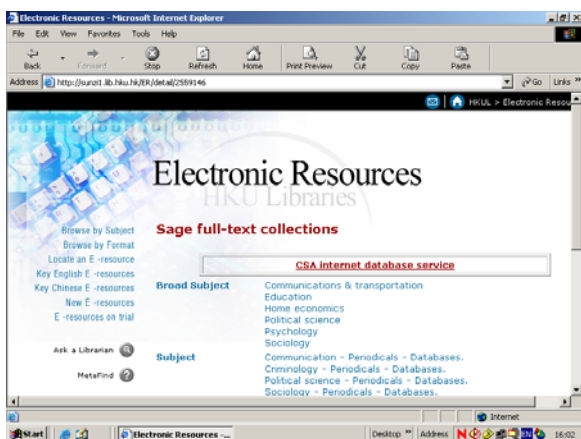 Electronic Resources - Microsoft Internet Explorer
File Edit View Favorites Tools Help
Back Forward Stop Refresh Home Print Preview Cut Copy Paste
Address http://sunzi1.lib.hku.hk/ER/detail/2559146 Go Links »
HKUL > Electronic Resou
Electronic Resources
HKU Libraries
Browse by Subject
Browse by Format
Locate an E -resource
Key English E -resources
Key Chinese E -resources
New E -resources
E -resources on trial
Ask a Librarian
MetaFind
Sage full-text collections
CSA internet database service
Broad Subject
Communications & transportation
Education
Home economics
Political science
Psychology
Sociology
Subject
Communication - Periodicals - Databases.
Criminology - Periodicals - Databases.
Political science - Periodicals - Databases.
Sociology - Periodicals - Databases.
Internet
Start Electronic Resources -... Desktop » Address EN 16:02